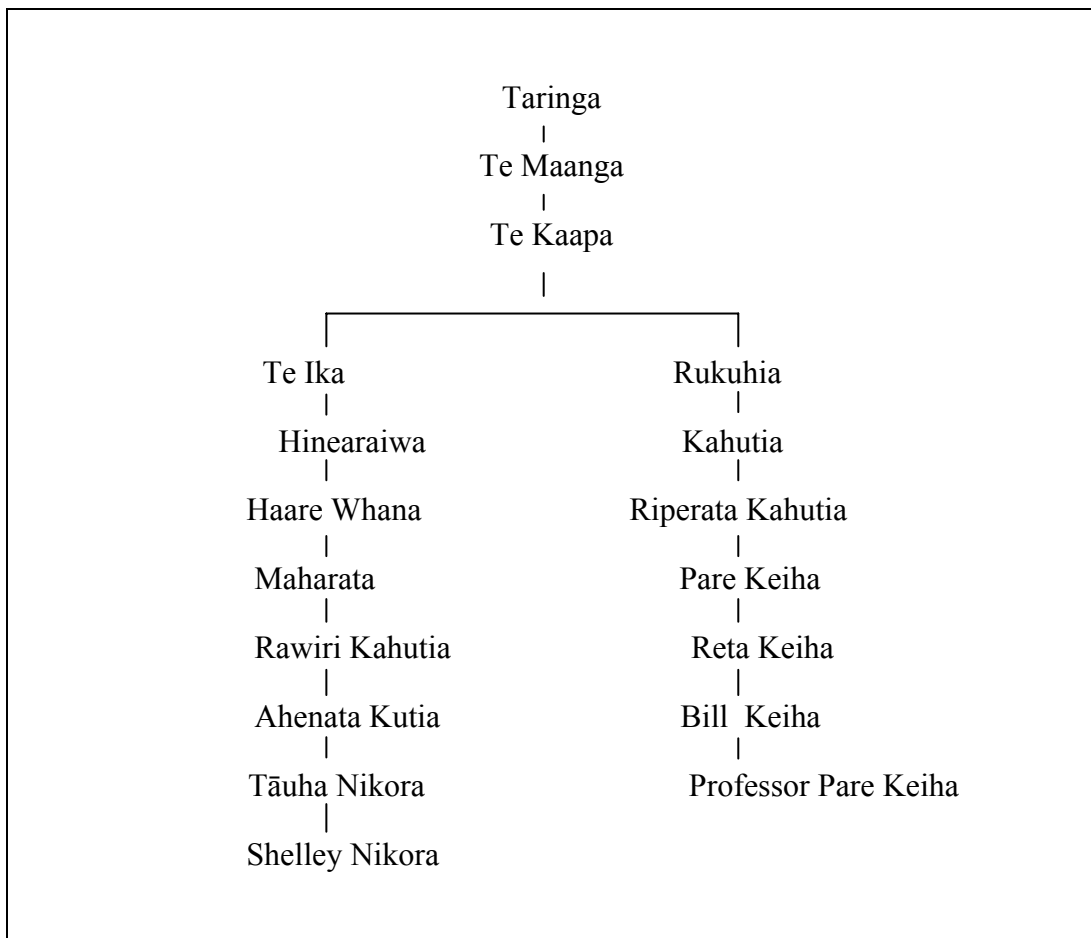 Taringa
Te Maanga
Te Kaapa
Te Ika
Rukuhia
Hinearaiwa
Kahutia
Haare Whana
Riperata Kahutia
Maharata
Pare Keiha
Rawiri Kahutia
Reta Keiha
Ahenata Kutia
Bill Keiha
Tāuha Nikora
Professor Pare Keiha
Shelley Nikora